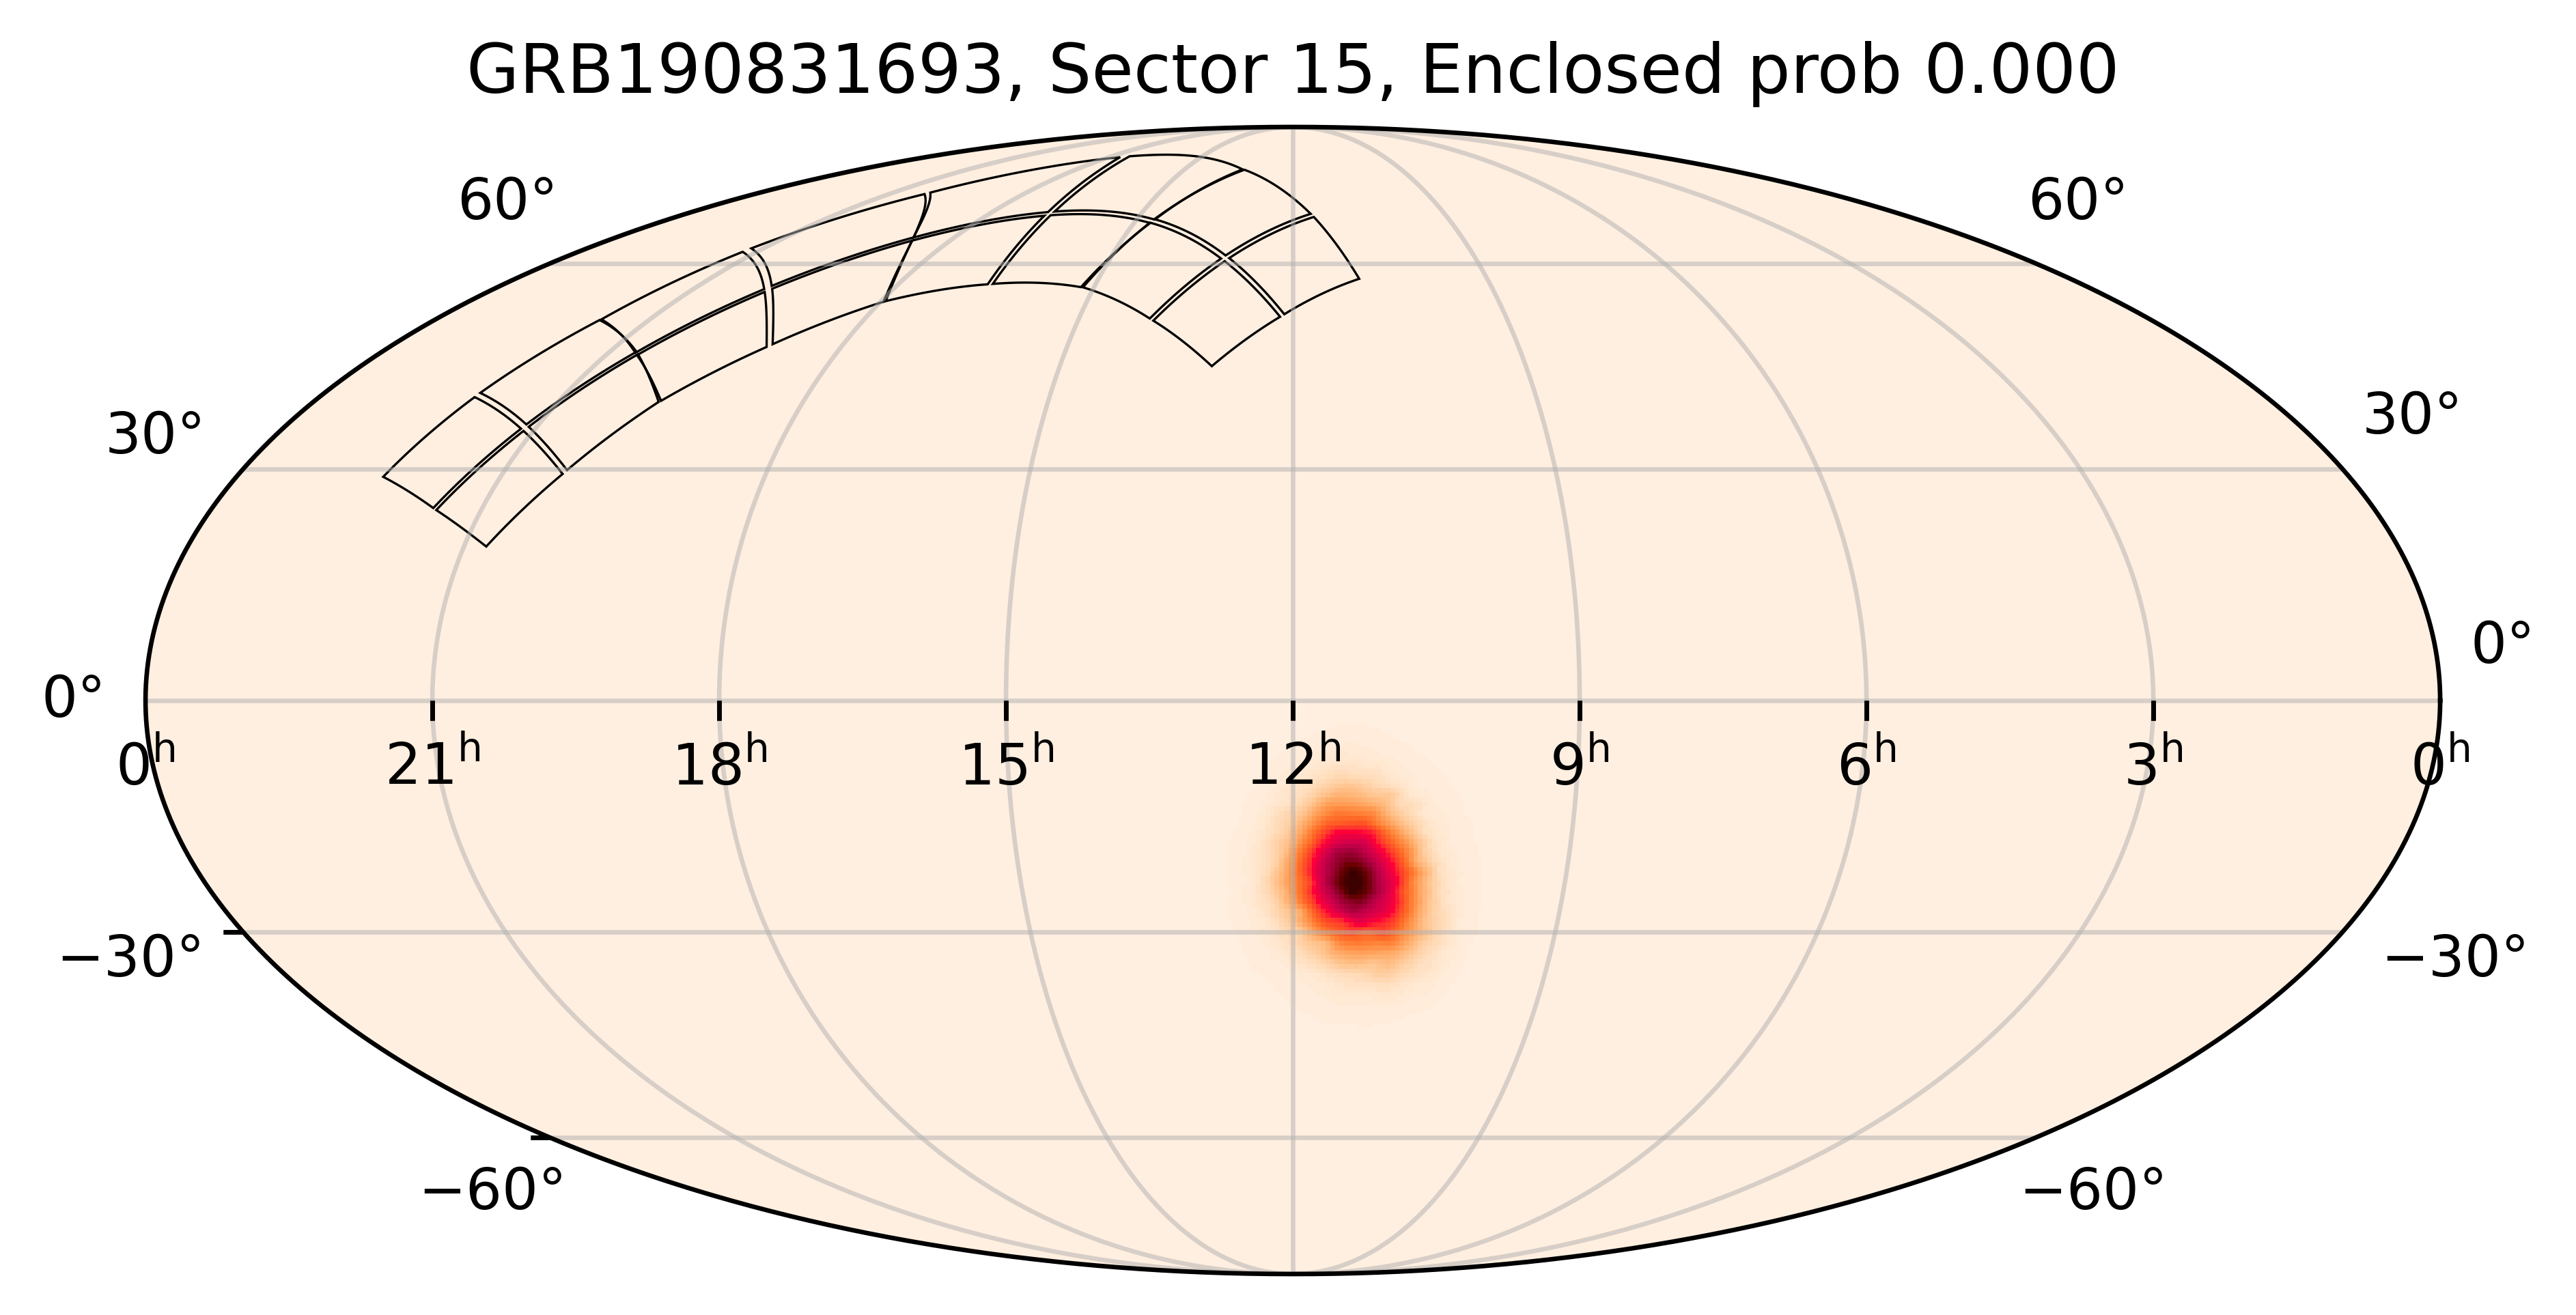 GRB190831693, Sector 15, Enclosed prob 0.000
60° 60°
30° 30°
0° 0°
0ʰ 21ʰ 18ʰ 15ʰ 12ʰ 9ʰ 6ʰ 3ʰ 0ʰ
−30° −30°
−60° −60°